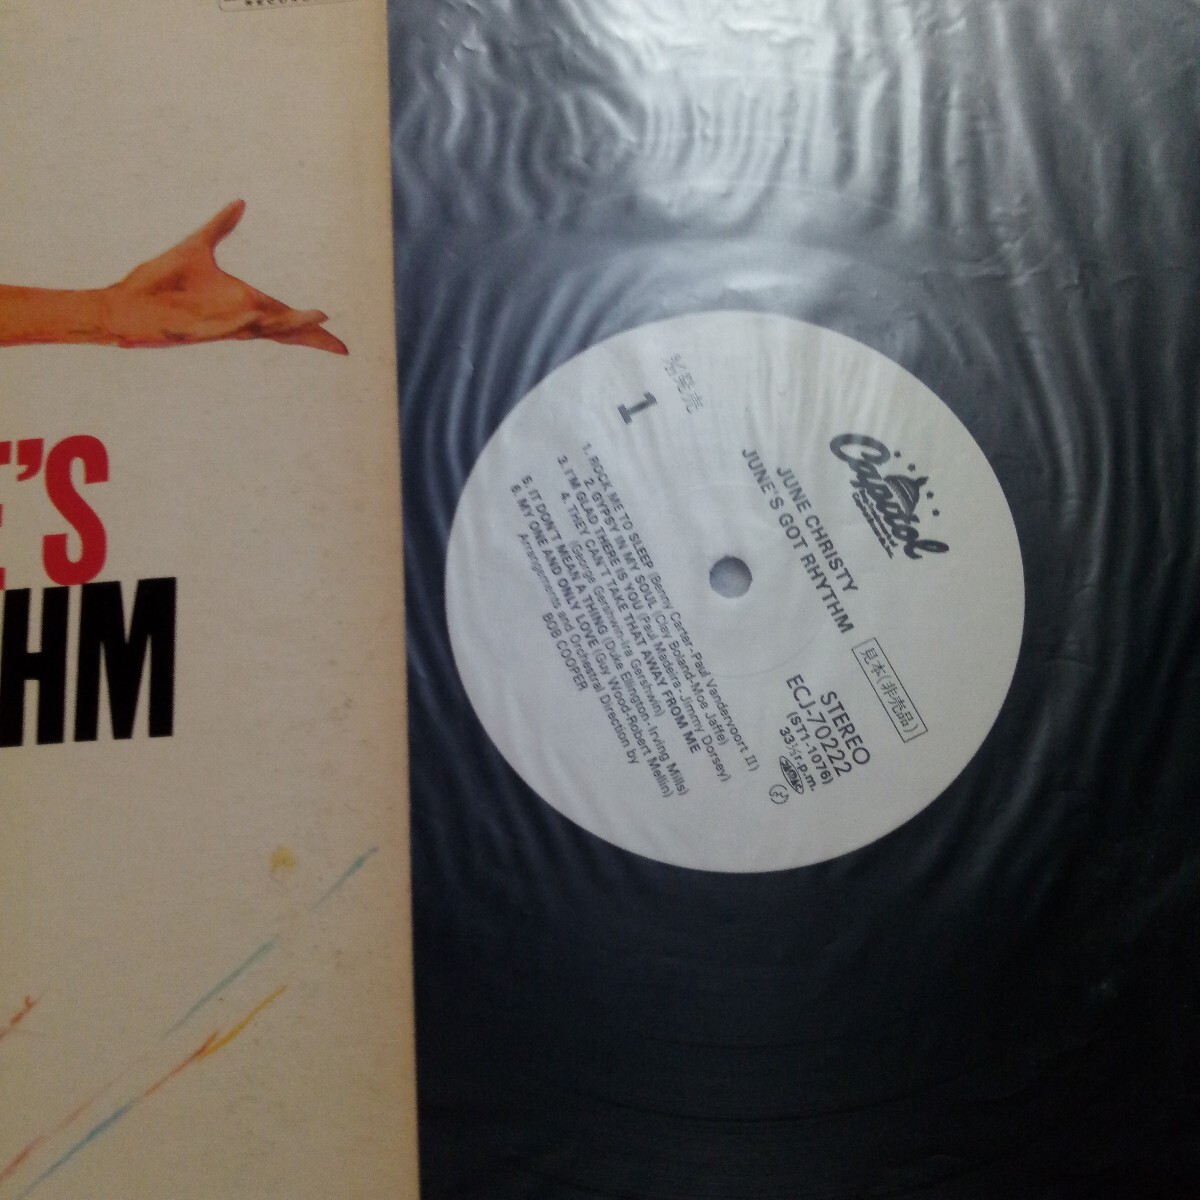 E'S
HM
Capitol
JUNE CHRISTY
JUNE'S GOT RHYTHM
見本(非売品)
STEREO
ECJ-70222
(ST1-1076)
33⅓ r.p.m.
発売
1
1. ROCK ME TO SLEEP (Benny Carter-Paul Vandervoort II)
2. GYPSY IN MY SOUL (Clay Boland-Moe Jaffe)
3. I'M GLAD THERE IS YOU (Paul Madeira-Jimmy Dorsey)
4. THEY CAN'T TAKE THAT AWAY FROM ME
(George Gershwin-Ira Gershwin)
5. IT DON'T MEAN A THING (Duke Ellington-Irving Mills)
6. MY ONE AND ONLY LOVE (Guy Wood-Robert Mellin)
Arrangements and Orchestral Direction by
BOB COOPER